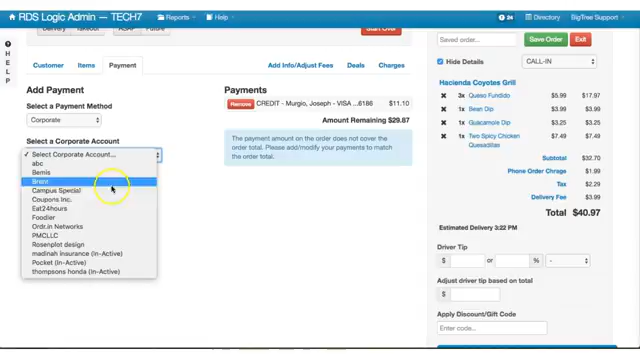 RDS Logic Admin — TECH7
Reports
Help
24
Directory
BigTree Support
Delivery
Takeout
RSVP
Future
Start Over
H
E
L
P
Customer
Items
Payment
Add Info/Adjust Fees
Deals
Charges
Add Payment
Select a Payment Method
Corporate
Select a Corporate Account
Select Corporate Account...
abc
Bemis
Brent
Campus Special
Coupons Inc.
Eat24hours
Foodler
Ordr.in Networks
PMCLLC
Rosenplot design
madinah insurance (In-Active)
Pocket (In-Active)
thompsons honda (In-Active)
Payments
Remove CREDIT - Murgio, Joseph - VISA ...6186 $11.10
Amount Remaining $29.87
The payment amount on the order does not cover the
order total. Please add/modify your payments to match
the order total.
Saved order...
Save Order
Exit
Hide Details
CALL-IN
Hacienda Coyotes Grill
3x Queso Fundido $5.99 $17.97
1x Bean Dip $3.99 $3.99
1x Guacamole Dip $3.25 $3.25
1x Two Spicy Chicken $7.49 $7.49
Quesadillas
Subtotal $32.70
Phone Order Chrage $1.99
Tax $2.29
Delivery Fee $3.99
Total $40.97
Estimated Delivery 3:22 PM
Driver Tip
$ or % -
Adjust driver tip based on total
$
Apply Discount/Gift Code
Enter code...